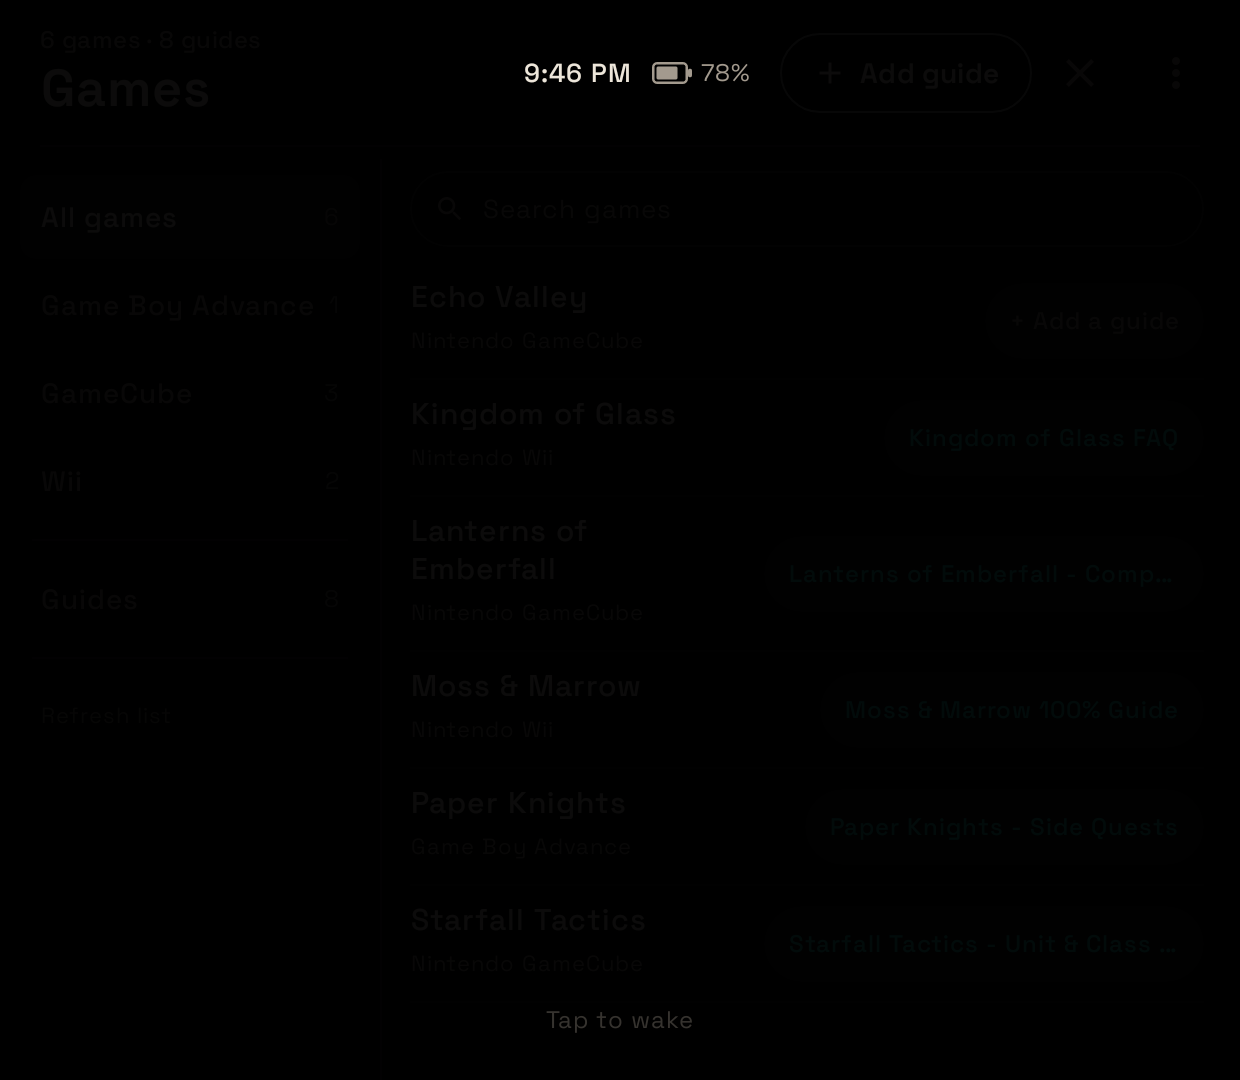 6 games · 8 guides
Games
9:46 PM 78%
+ Add guide
All games 6
Game Boy Advance 1
GameCube 3
Wii 2
Guides 8
Refresh list
Search games
Echo Valley
Nintendo GameCube
+ Add a guide
Kingdom of Glass
Nintendo Wii
Kingdom of Glass FAQ
Lanterns of
Emberfall
Nintendo GameCube
Lanterns of Emberfall - Comp...
Moss & Marrow
Nintendo Wii
Moss & Marrow 100% Guide
Paper Knights
Game Boy Advance
Paper Knights - Side Quests
Starfall Tactics
Nintendo GameCube
Starfall Tactics - Unit & Class ...
Tap to wake